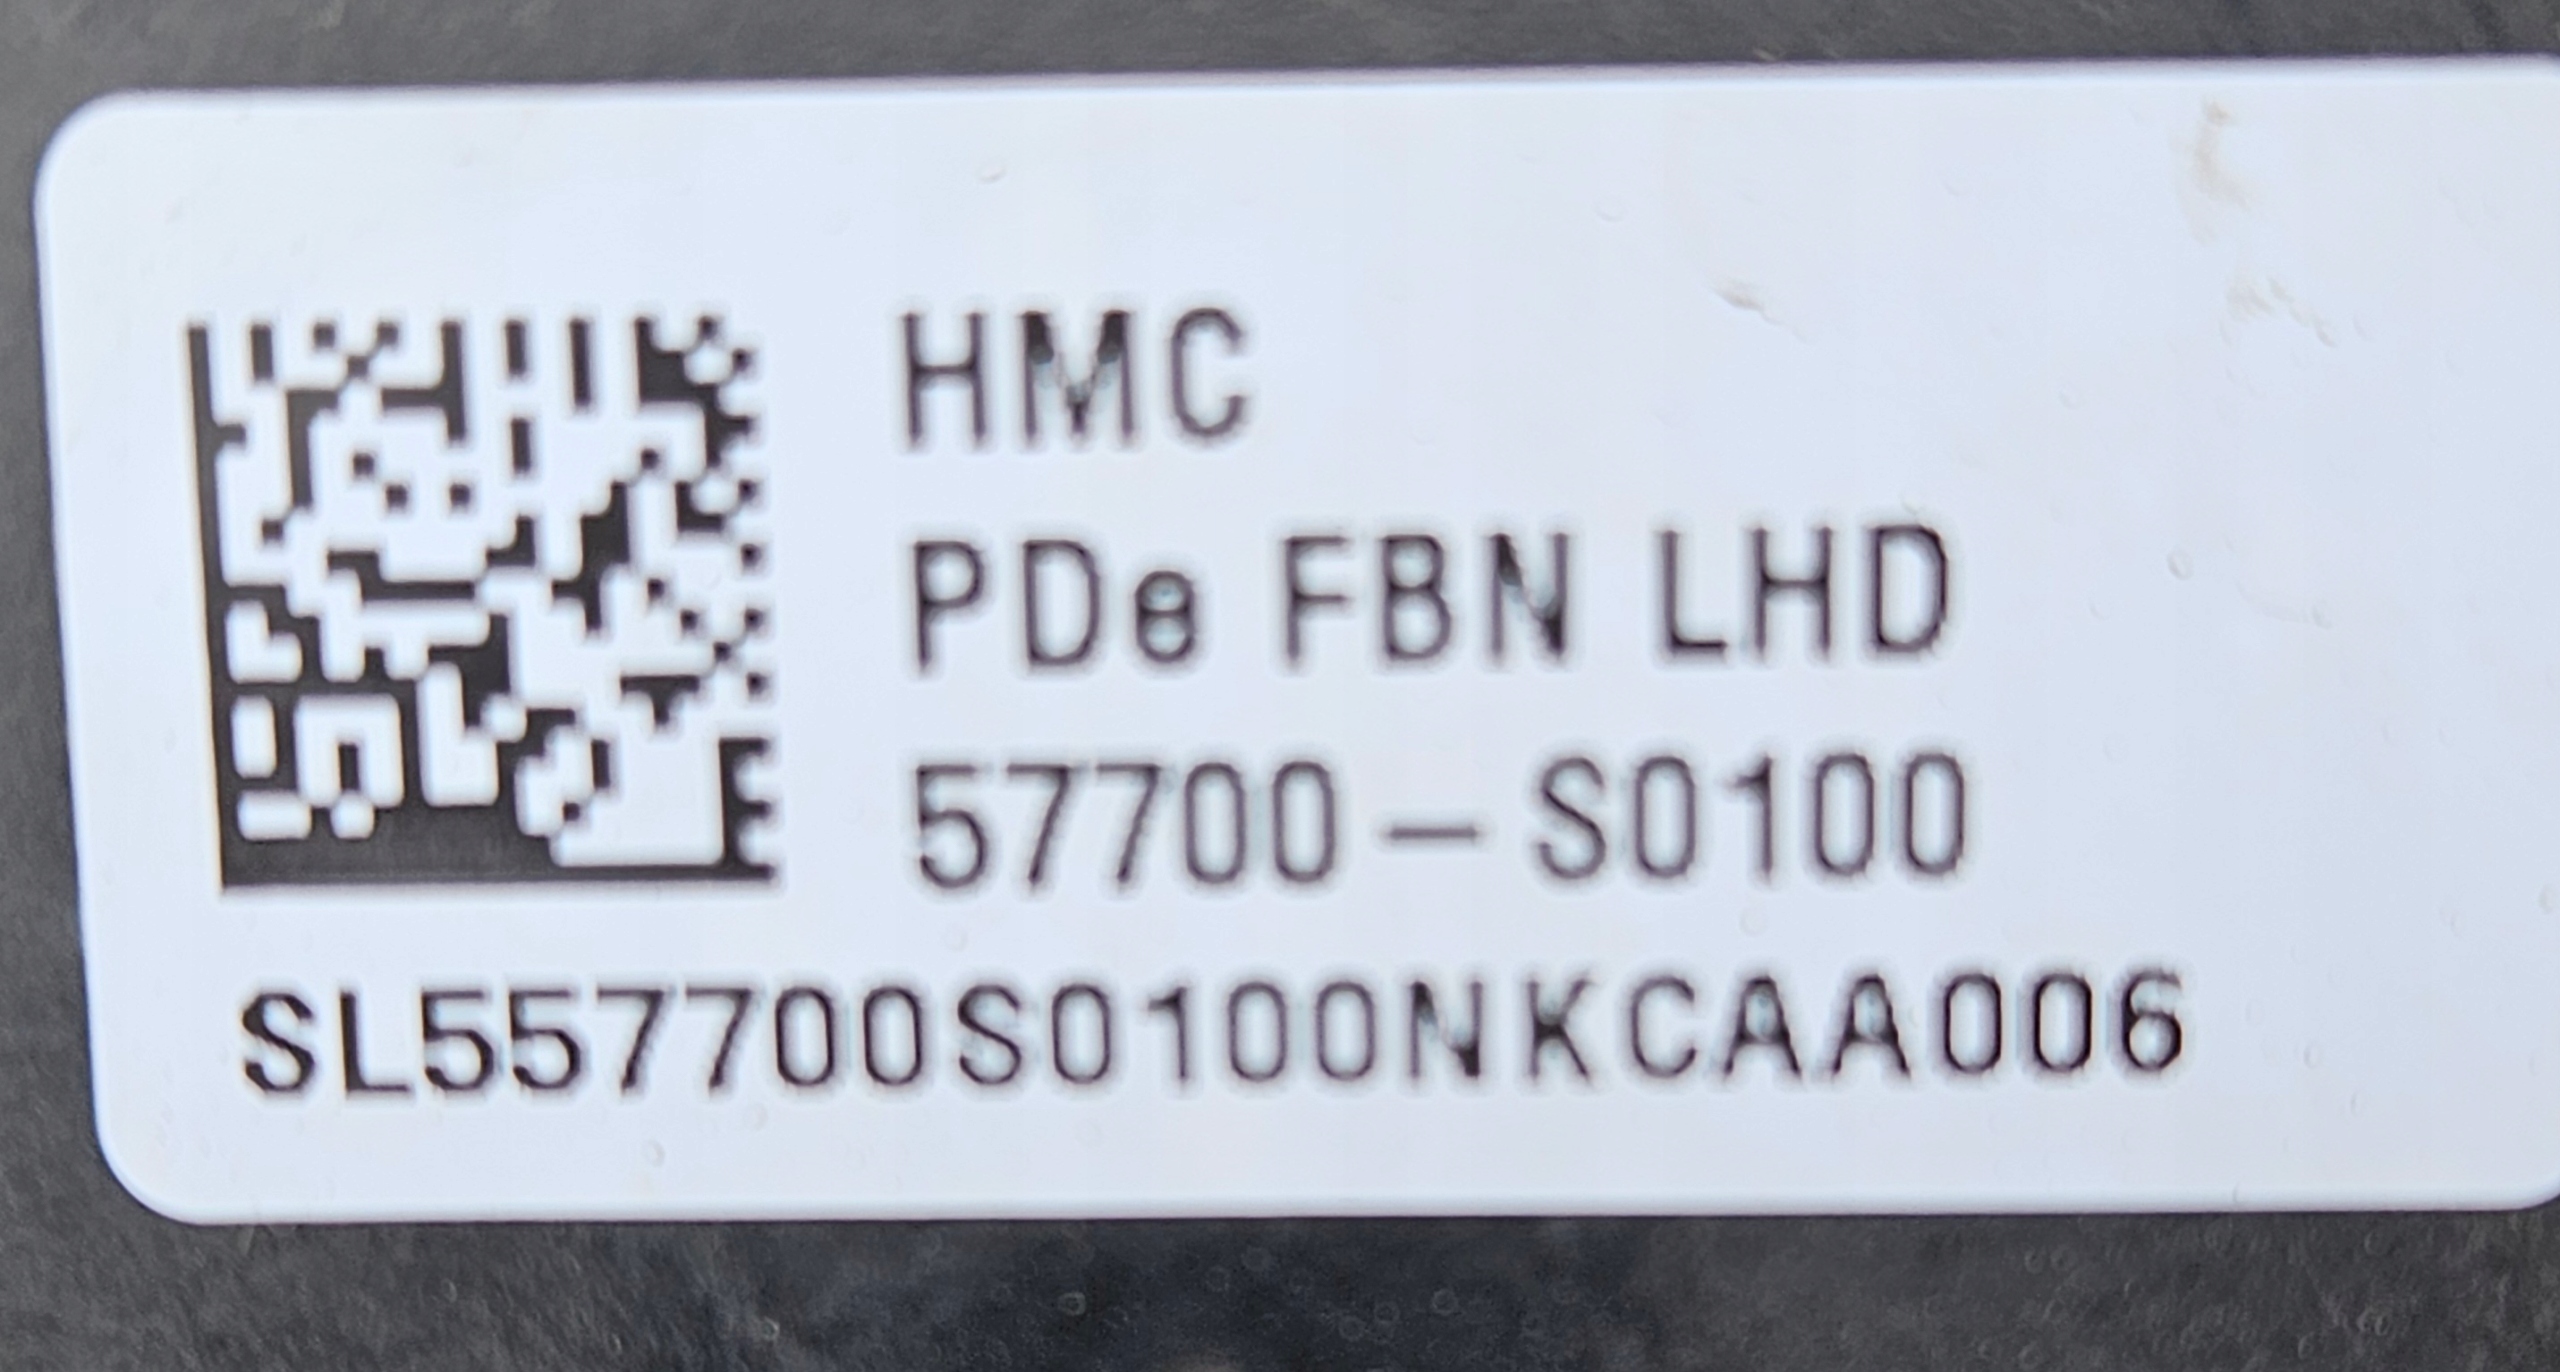 HMC
PDe FBN LHD
57700-S0100
SL557700S0100NKCAA006